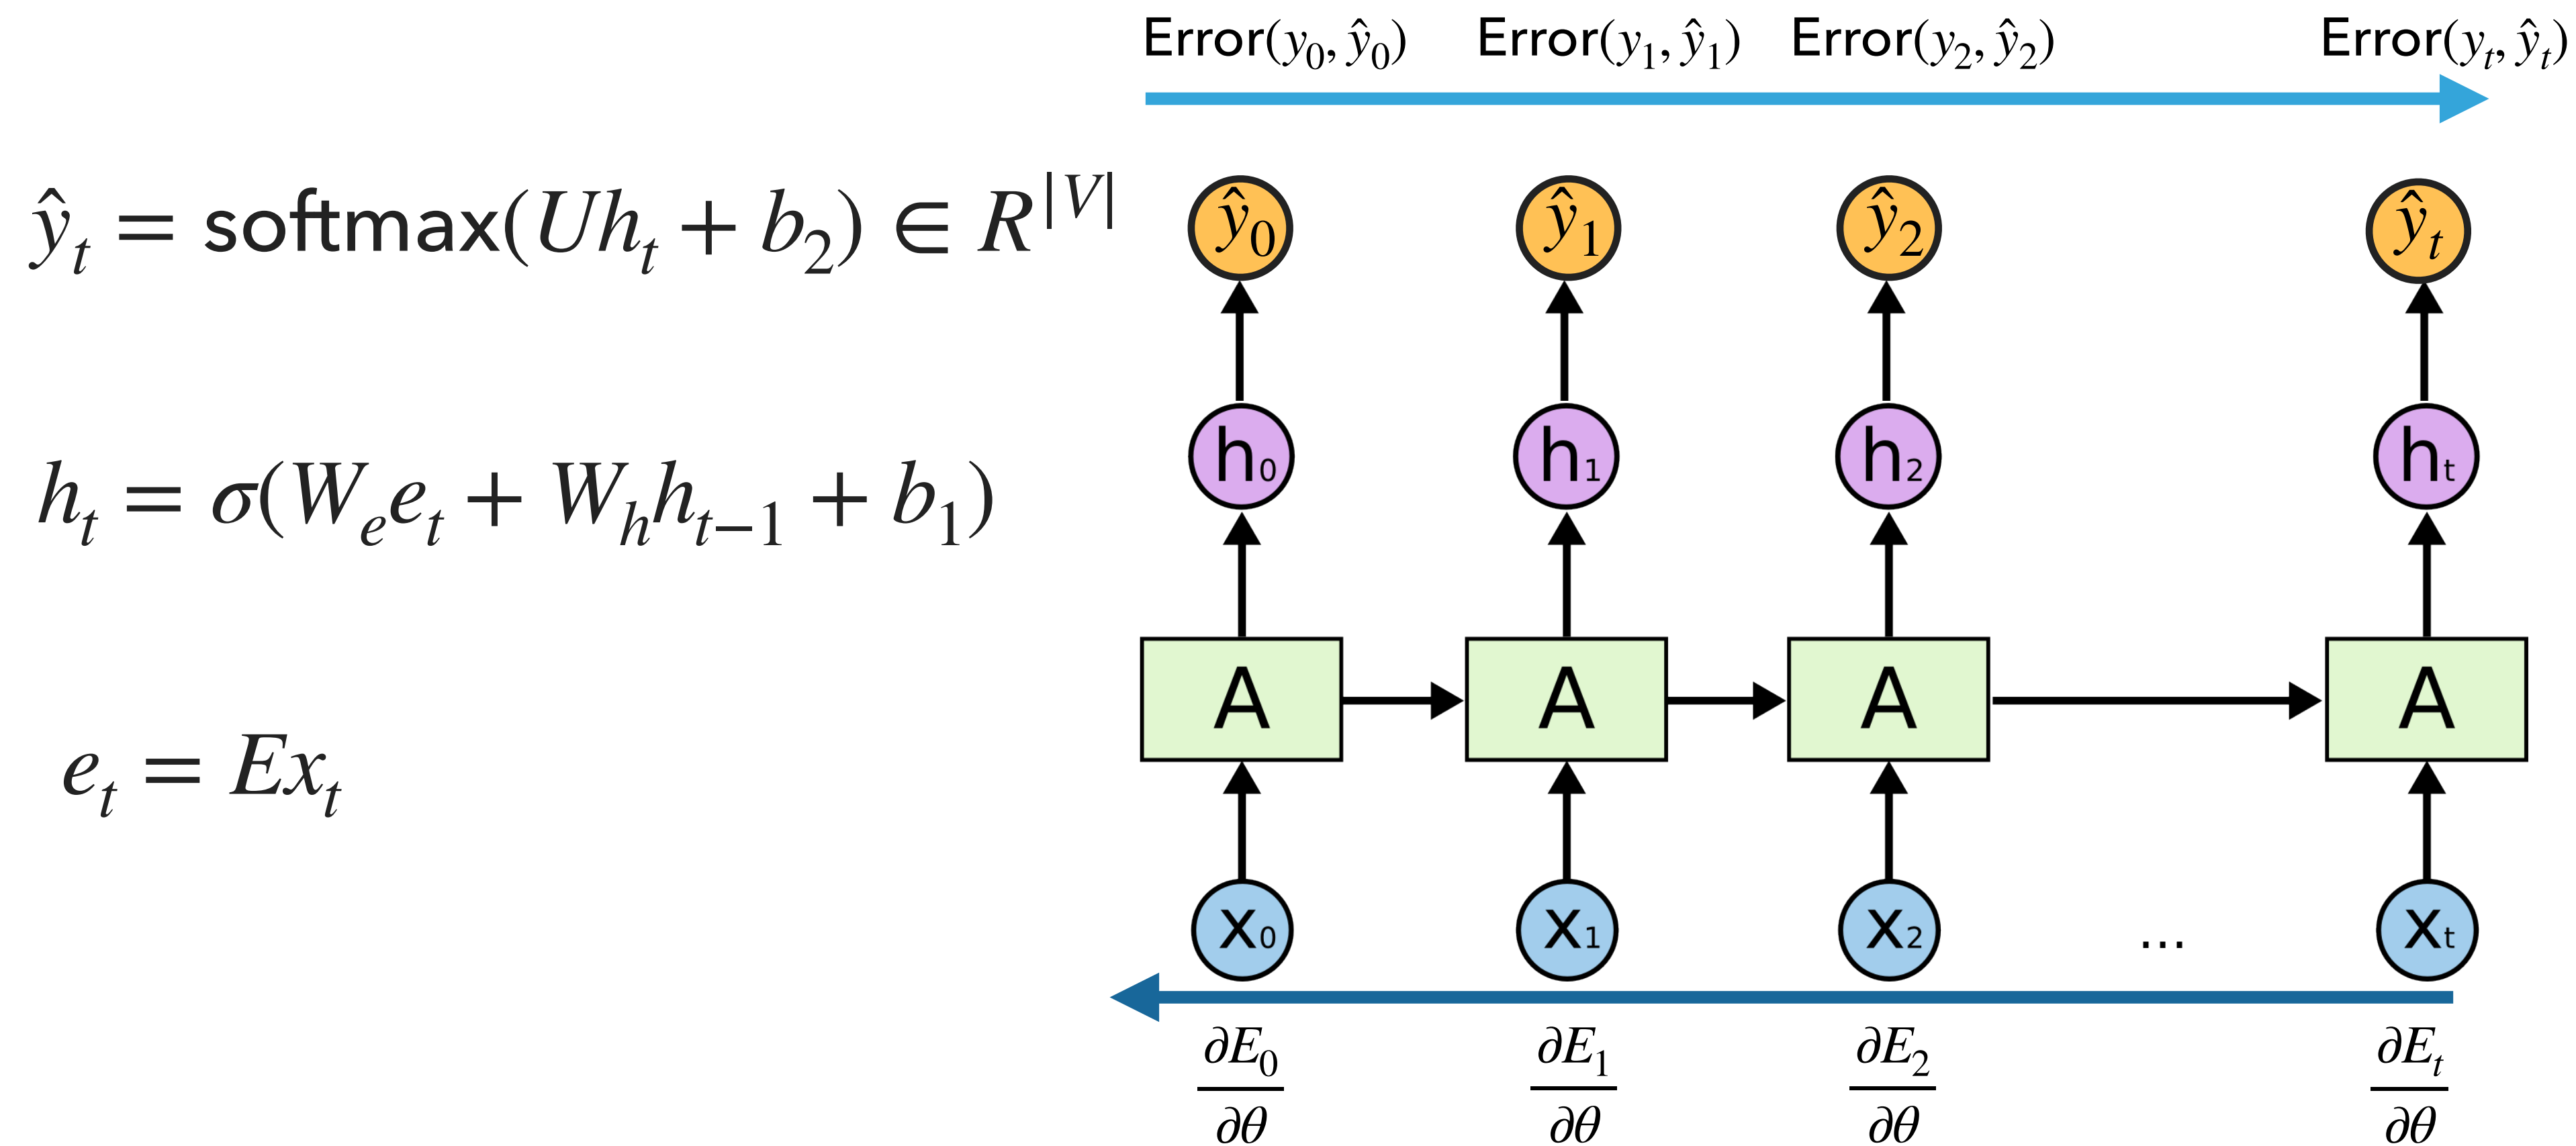 Error(y₀, ŷ₀) Error(y₁, ŷ₁) Error(y₂, ŷ₂) Error(yₜ, ŷₜ)
ŷₜ = softmax(Uhₜ + b₂) ∈ R^|V|
ŷ₀ ŷ₁ ŷ₂ ŷₜ
hₜ = σ(Wₑeₜ + Wₕhₜ₋₁ + b₁)
h₀ h₁ h₂ hₜ
eₜ = Exₜ
A A A A
x₀ x₁ x₂ ... xₜ
∂E₀/∂θ ∂E₁/∂θ ∂E₂/∂θ ∂Eₜ/∂θ